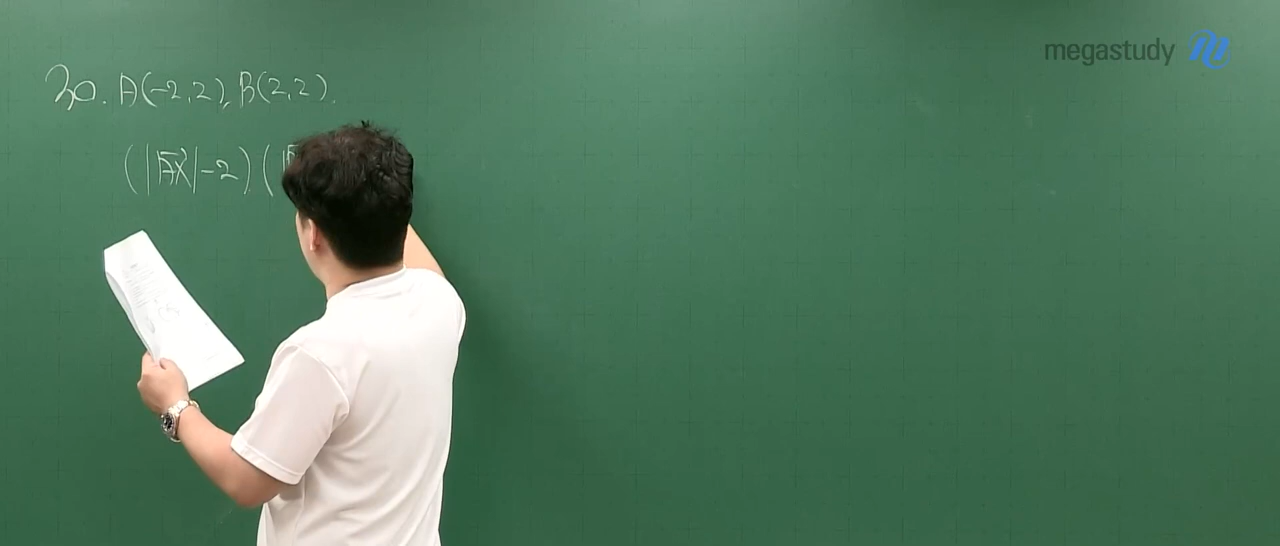 megastudy
30. A(-2,2), B(2,2).
(|AX|-2)(|